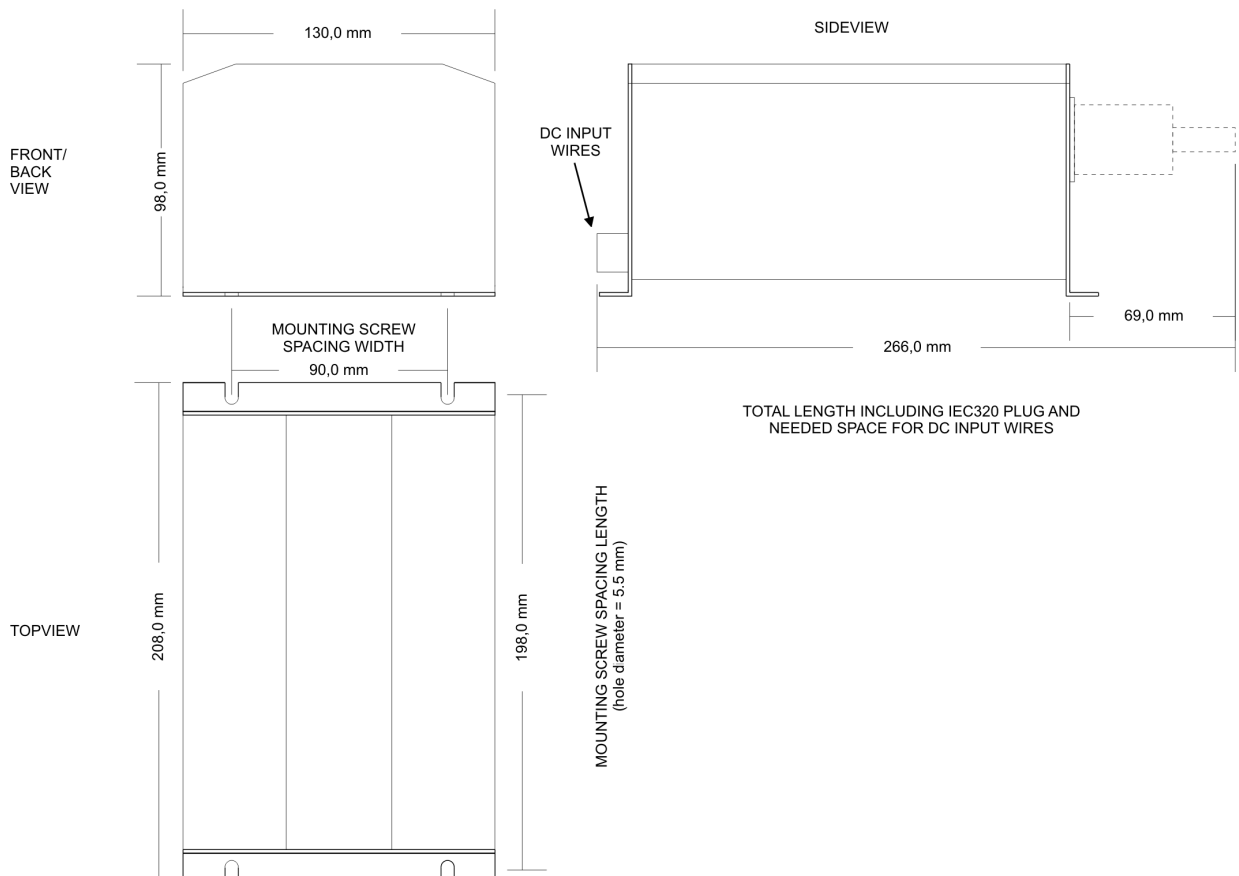 130,0 mm
SIDEVIEW
DC INPUT
WIRES
FRONT/
BACK
VIEW
98,0 mm
69,0 mm
MOUNTING SCREW
SPACING WIDTH
266,0 mm
90,0 mm
TOTAL LENGTH INCLUDING IEC320 PLUG AND
NEEDED SPACE FOR DC INPUT WIRES
TOPVIEW
208,0 mm
198,0 mm
MOUNTING SCREW SPACING LENGTH
(hole diameter = 5.5 mm)